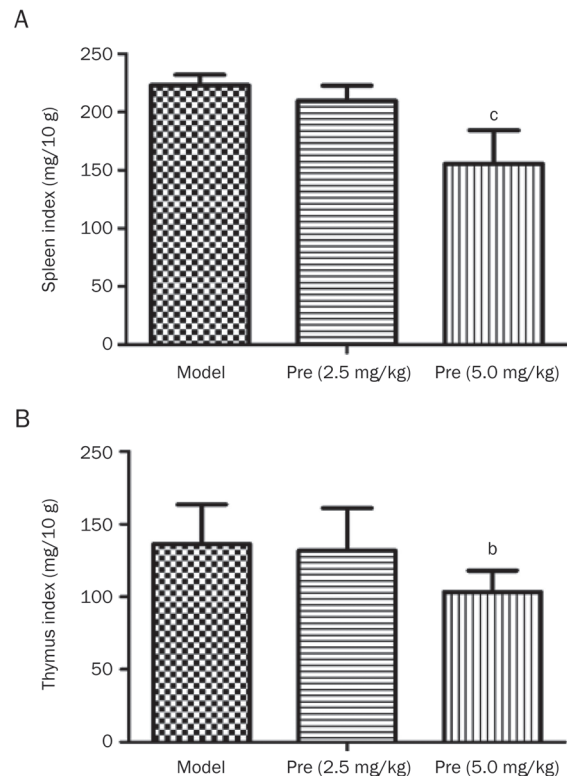 A
250
200
150
100
50
0
Spleen index (mg/10 g)
c
Model Pre (2.5 mg/kg) Pre (5.0 mg/kg)
B
250
150
100
50
0
Thymus index (mg/10 g)
b
Model Pre (2.5 mg/kg) Pre (5.0 mg/kg)